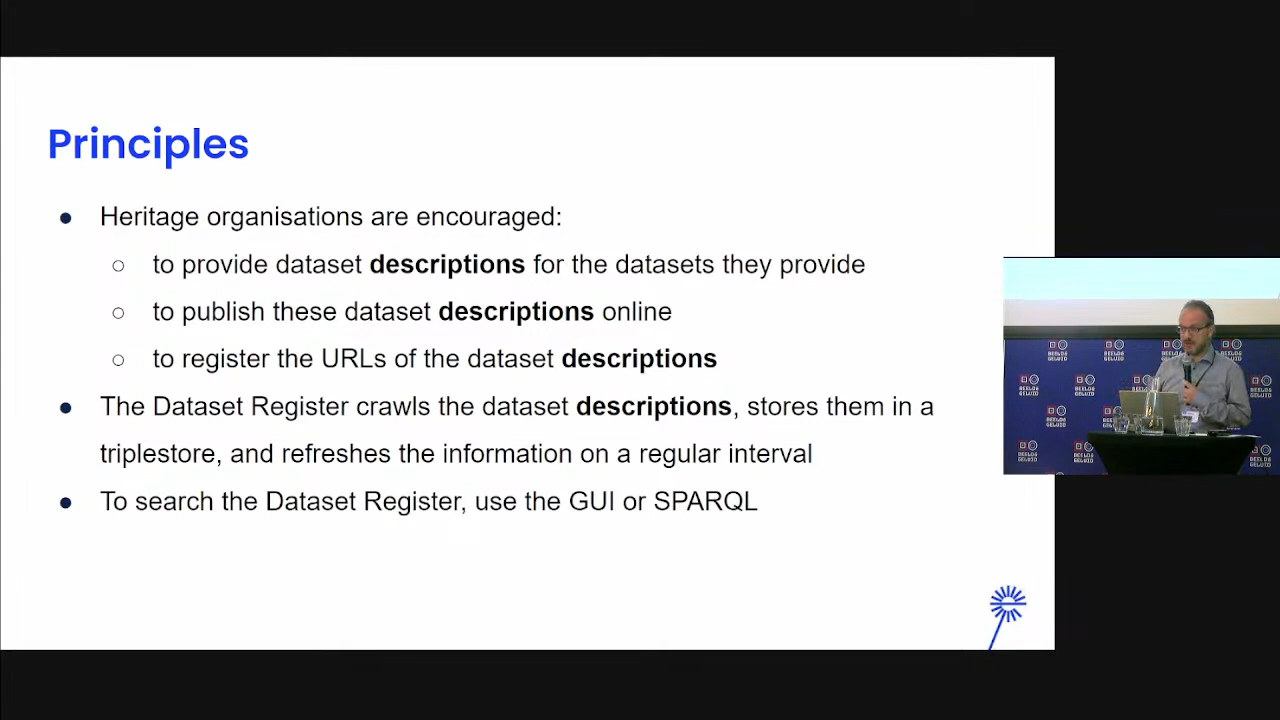 Principles
● Heritage organisations are encouraged:
○ to provide dataset descriptions for the datasets they provide
○ to publish these dataset descriptions online
○ to register the URLs of the dataset descriptions
● The Dataset Register crawls the dataset descriptions, stores them in a
triplestore, and refreshes the information on a regular interval
● To search the Dataset Register, use the GUI or SPARQL
BEELD&
GELUID